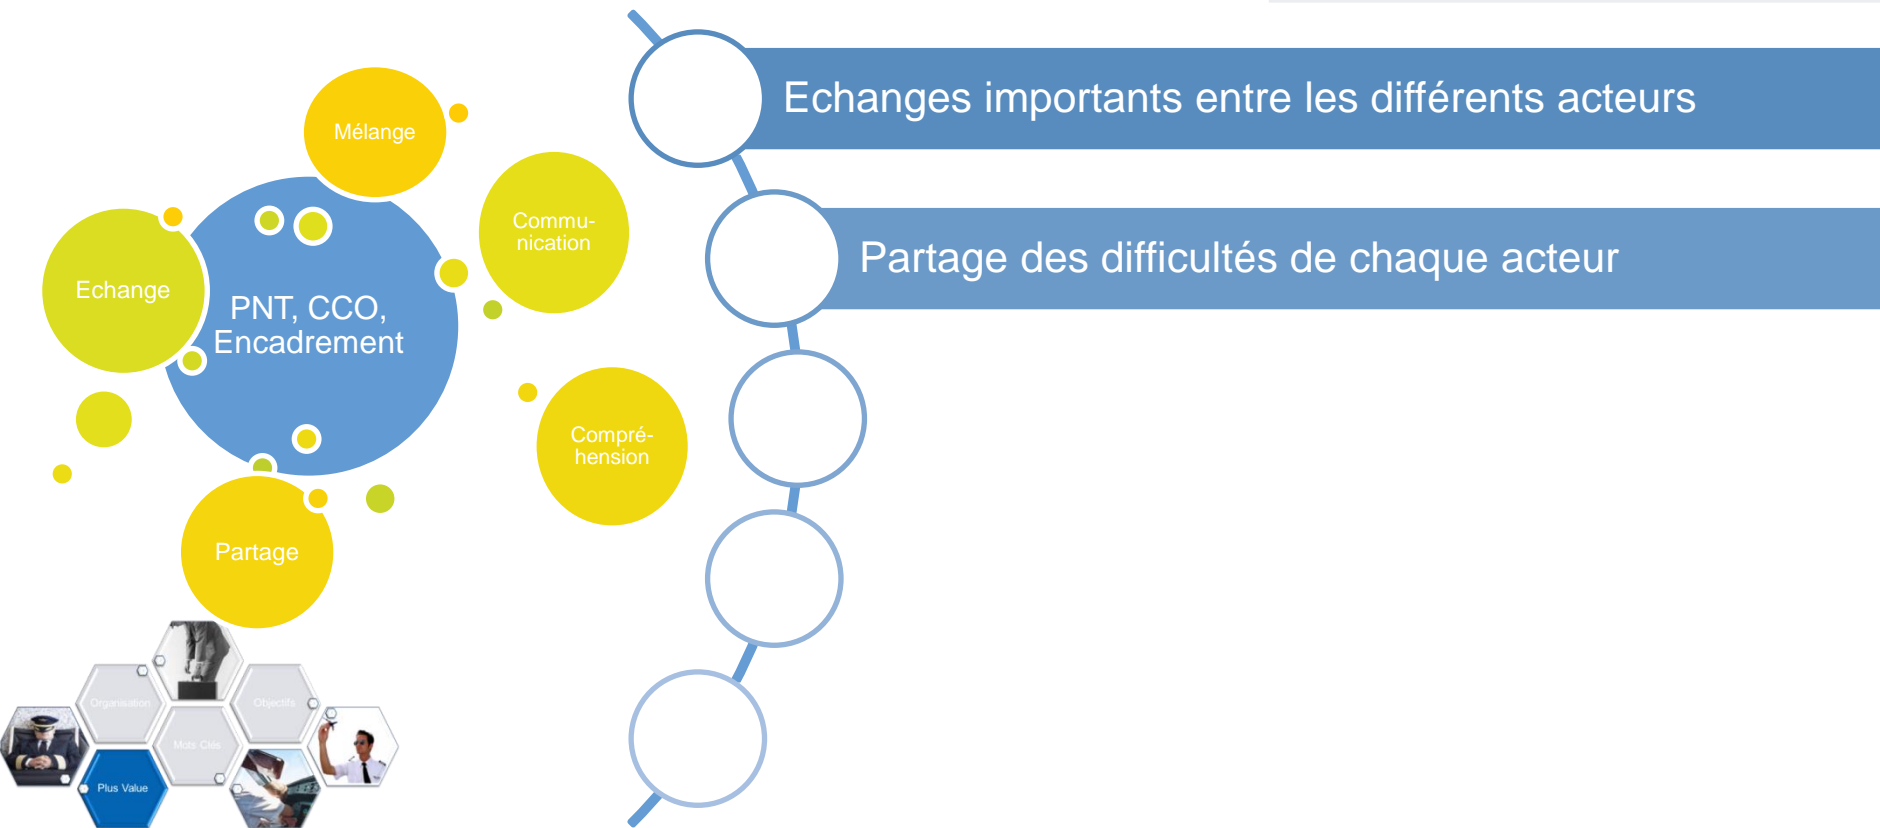 Mélange
Commu-
nication
Echange
PNT, CCO,
Encadrement
Compré-
hension
Partage
Echanges importants entre les différents acteurs
Partage des difficultés de chaque acteur
Organisation
Objectifs
Mots Clés
Plus Value